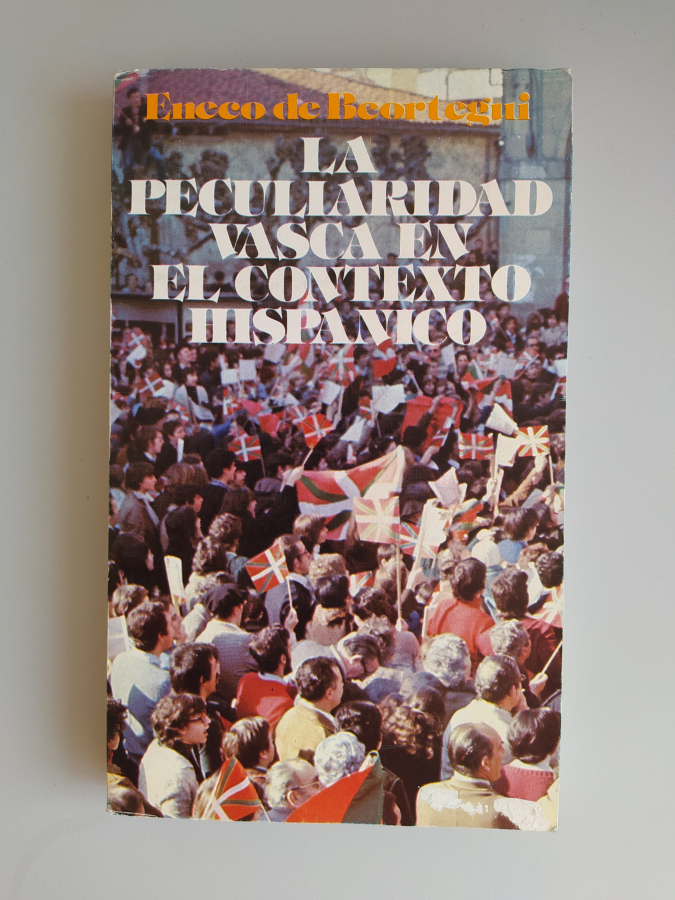 Eneco de Beortegui
LA
PECULIARIDAD
VASCA EN
EL CONTEXTO
HISPANICO